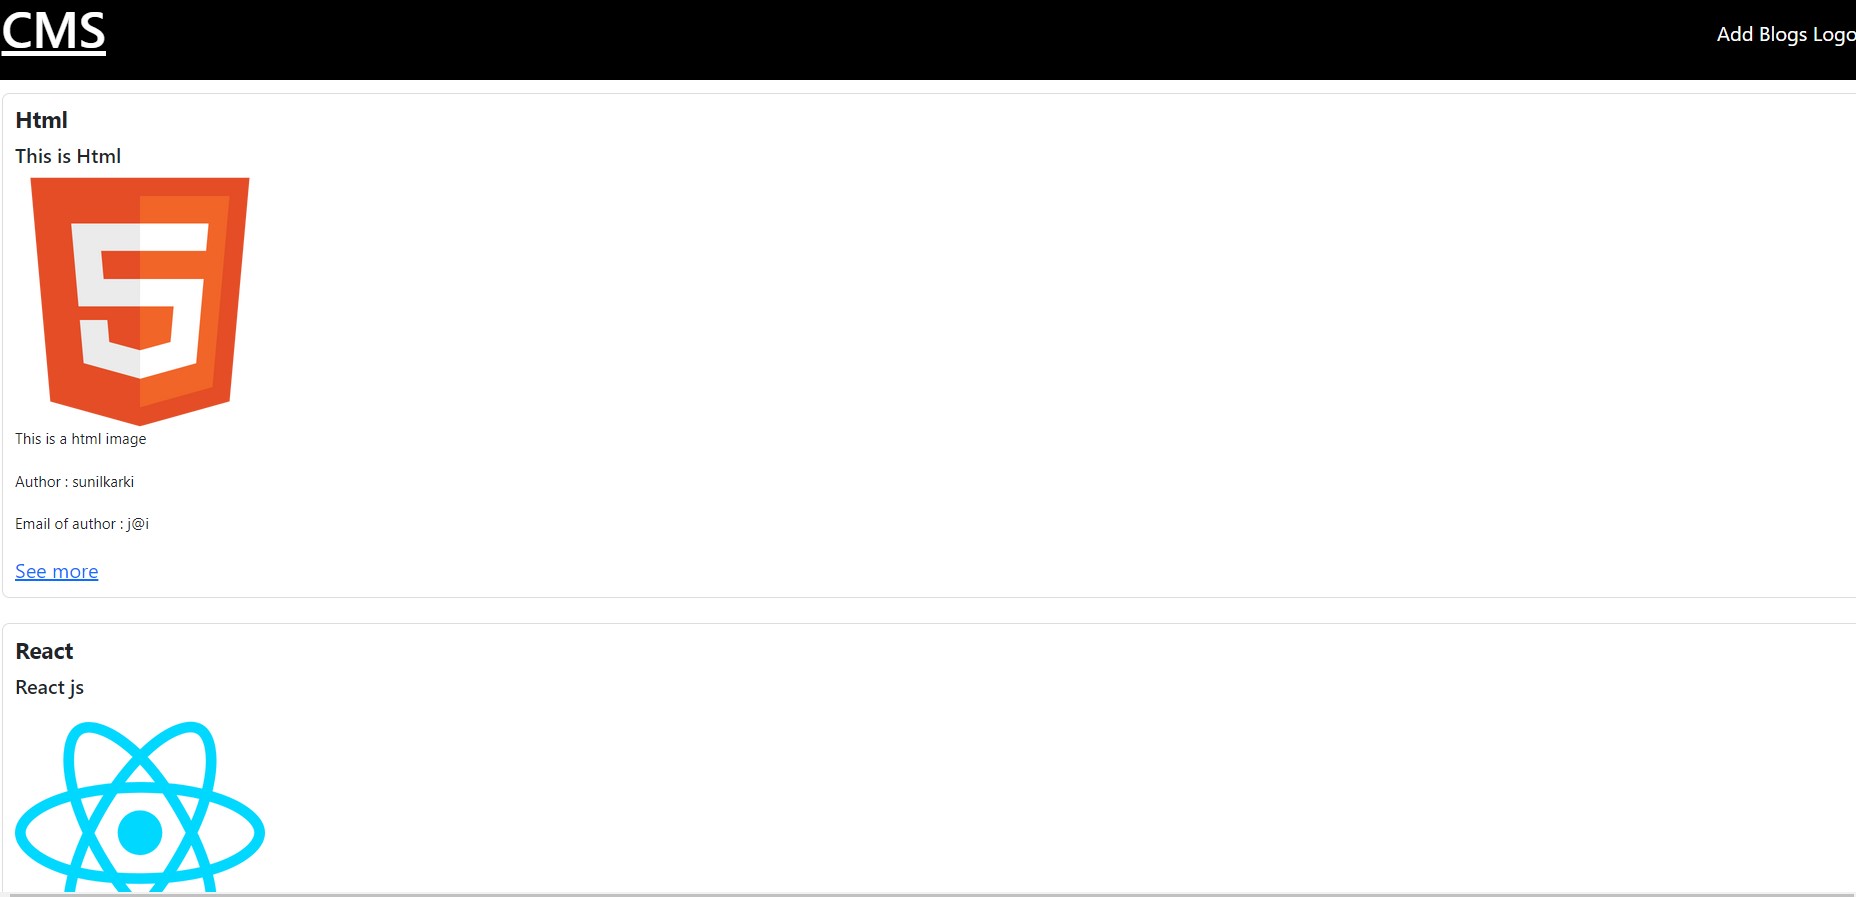 CMS
Add Blogs Logo
Html
This is Html
This is a html image
Author : sunilkarki
Email of author : j@i
See more
React
React js